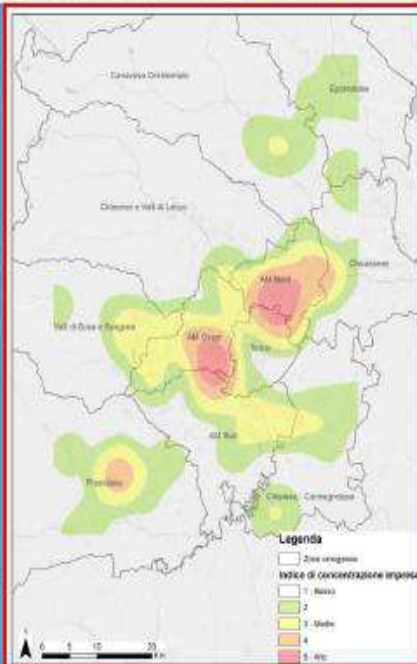 Canavese Occidentale
Eporediese
Ciriacese e Valli di Lanzo
Chivassese
AM Nord
Valli di Susa e Sangone
AM Ovest
Torino
AM Sud
Pinerolese
Chierese - Carmagnolese
Legenda
Zone omogenee
Indice di concentrazione imprese
1 - Basso
2
3 - Medio
4
5 - Alto
N
0 5 10 20
Km